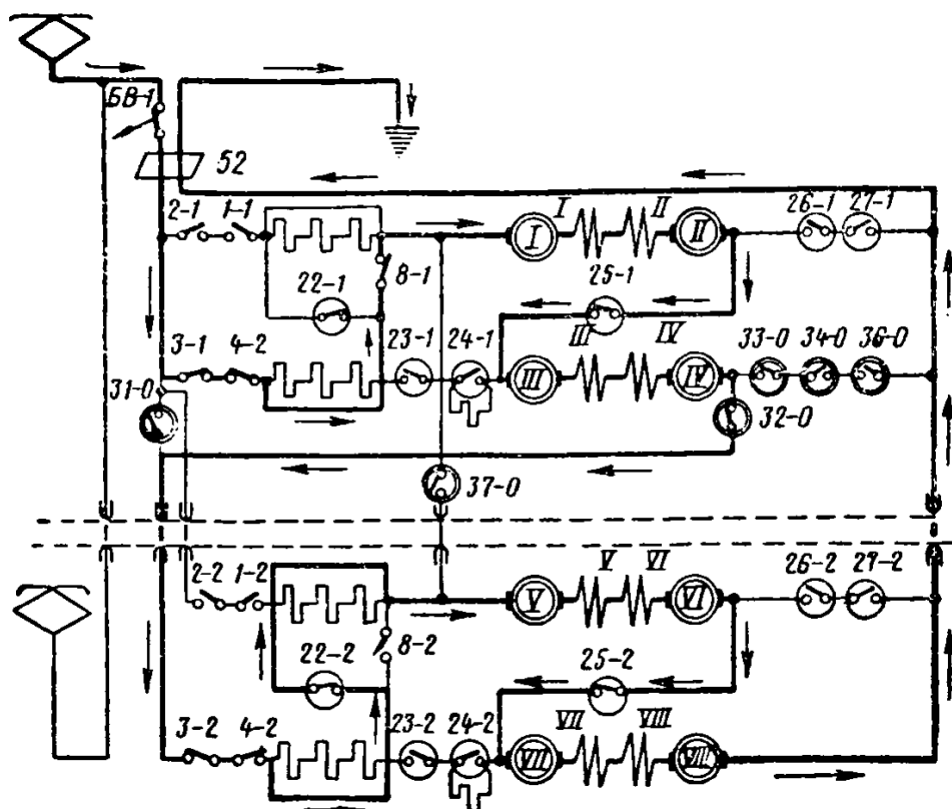 БВ-1
52
2-1 1-1
I II
I II
26-1 27-1
8-1
22-1
25-1
3-1 4-2
23-1 24-1
III IV
III IV
33-0 34-0 36-0
31-0
32-0
37-0
2-2 1-2
V VI
V VI
26-2 27-2
22-2
8-2
25-2
3-2 4-2
23-2 24-2
VII VIII
VII VIII